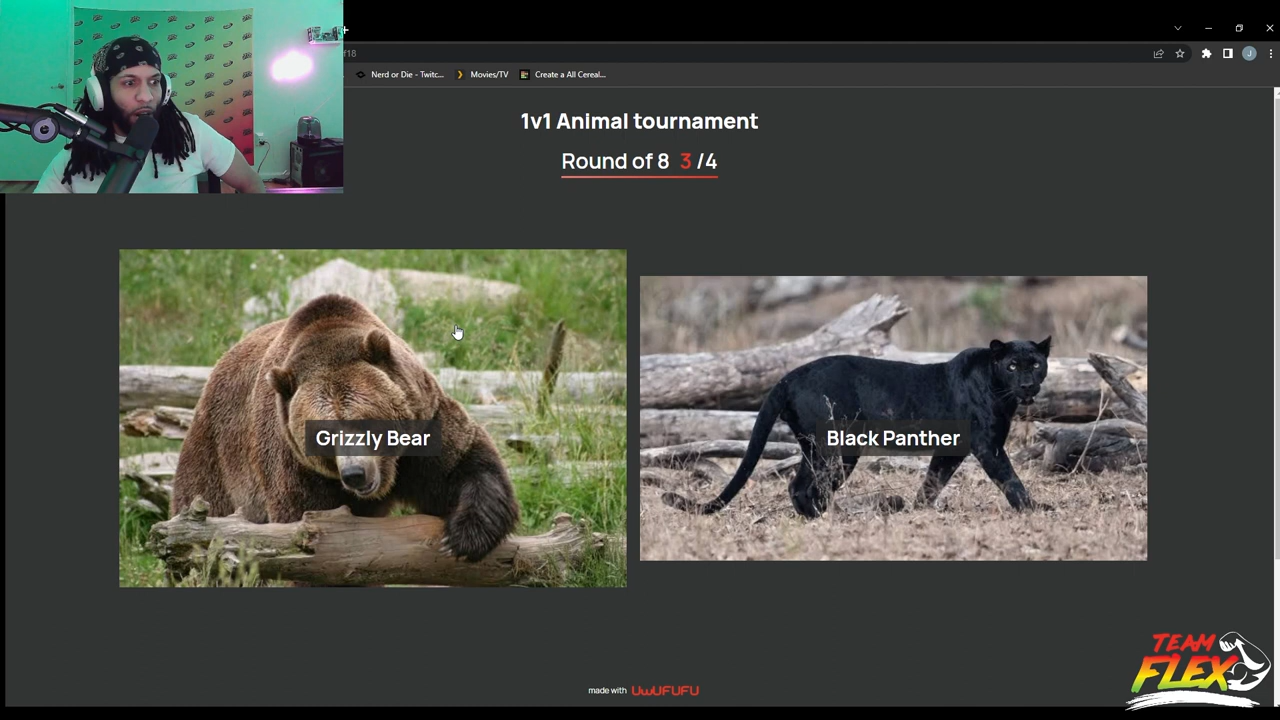 f18
Nerd or Die - Twitc...
Movies/TV
Create a All Cereal...
J
1v1 Animal tournament
Round of 8 3 /4
Grizzly Bear
Black Panther
made with UwUFUFU
TEAM
FLEX